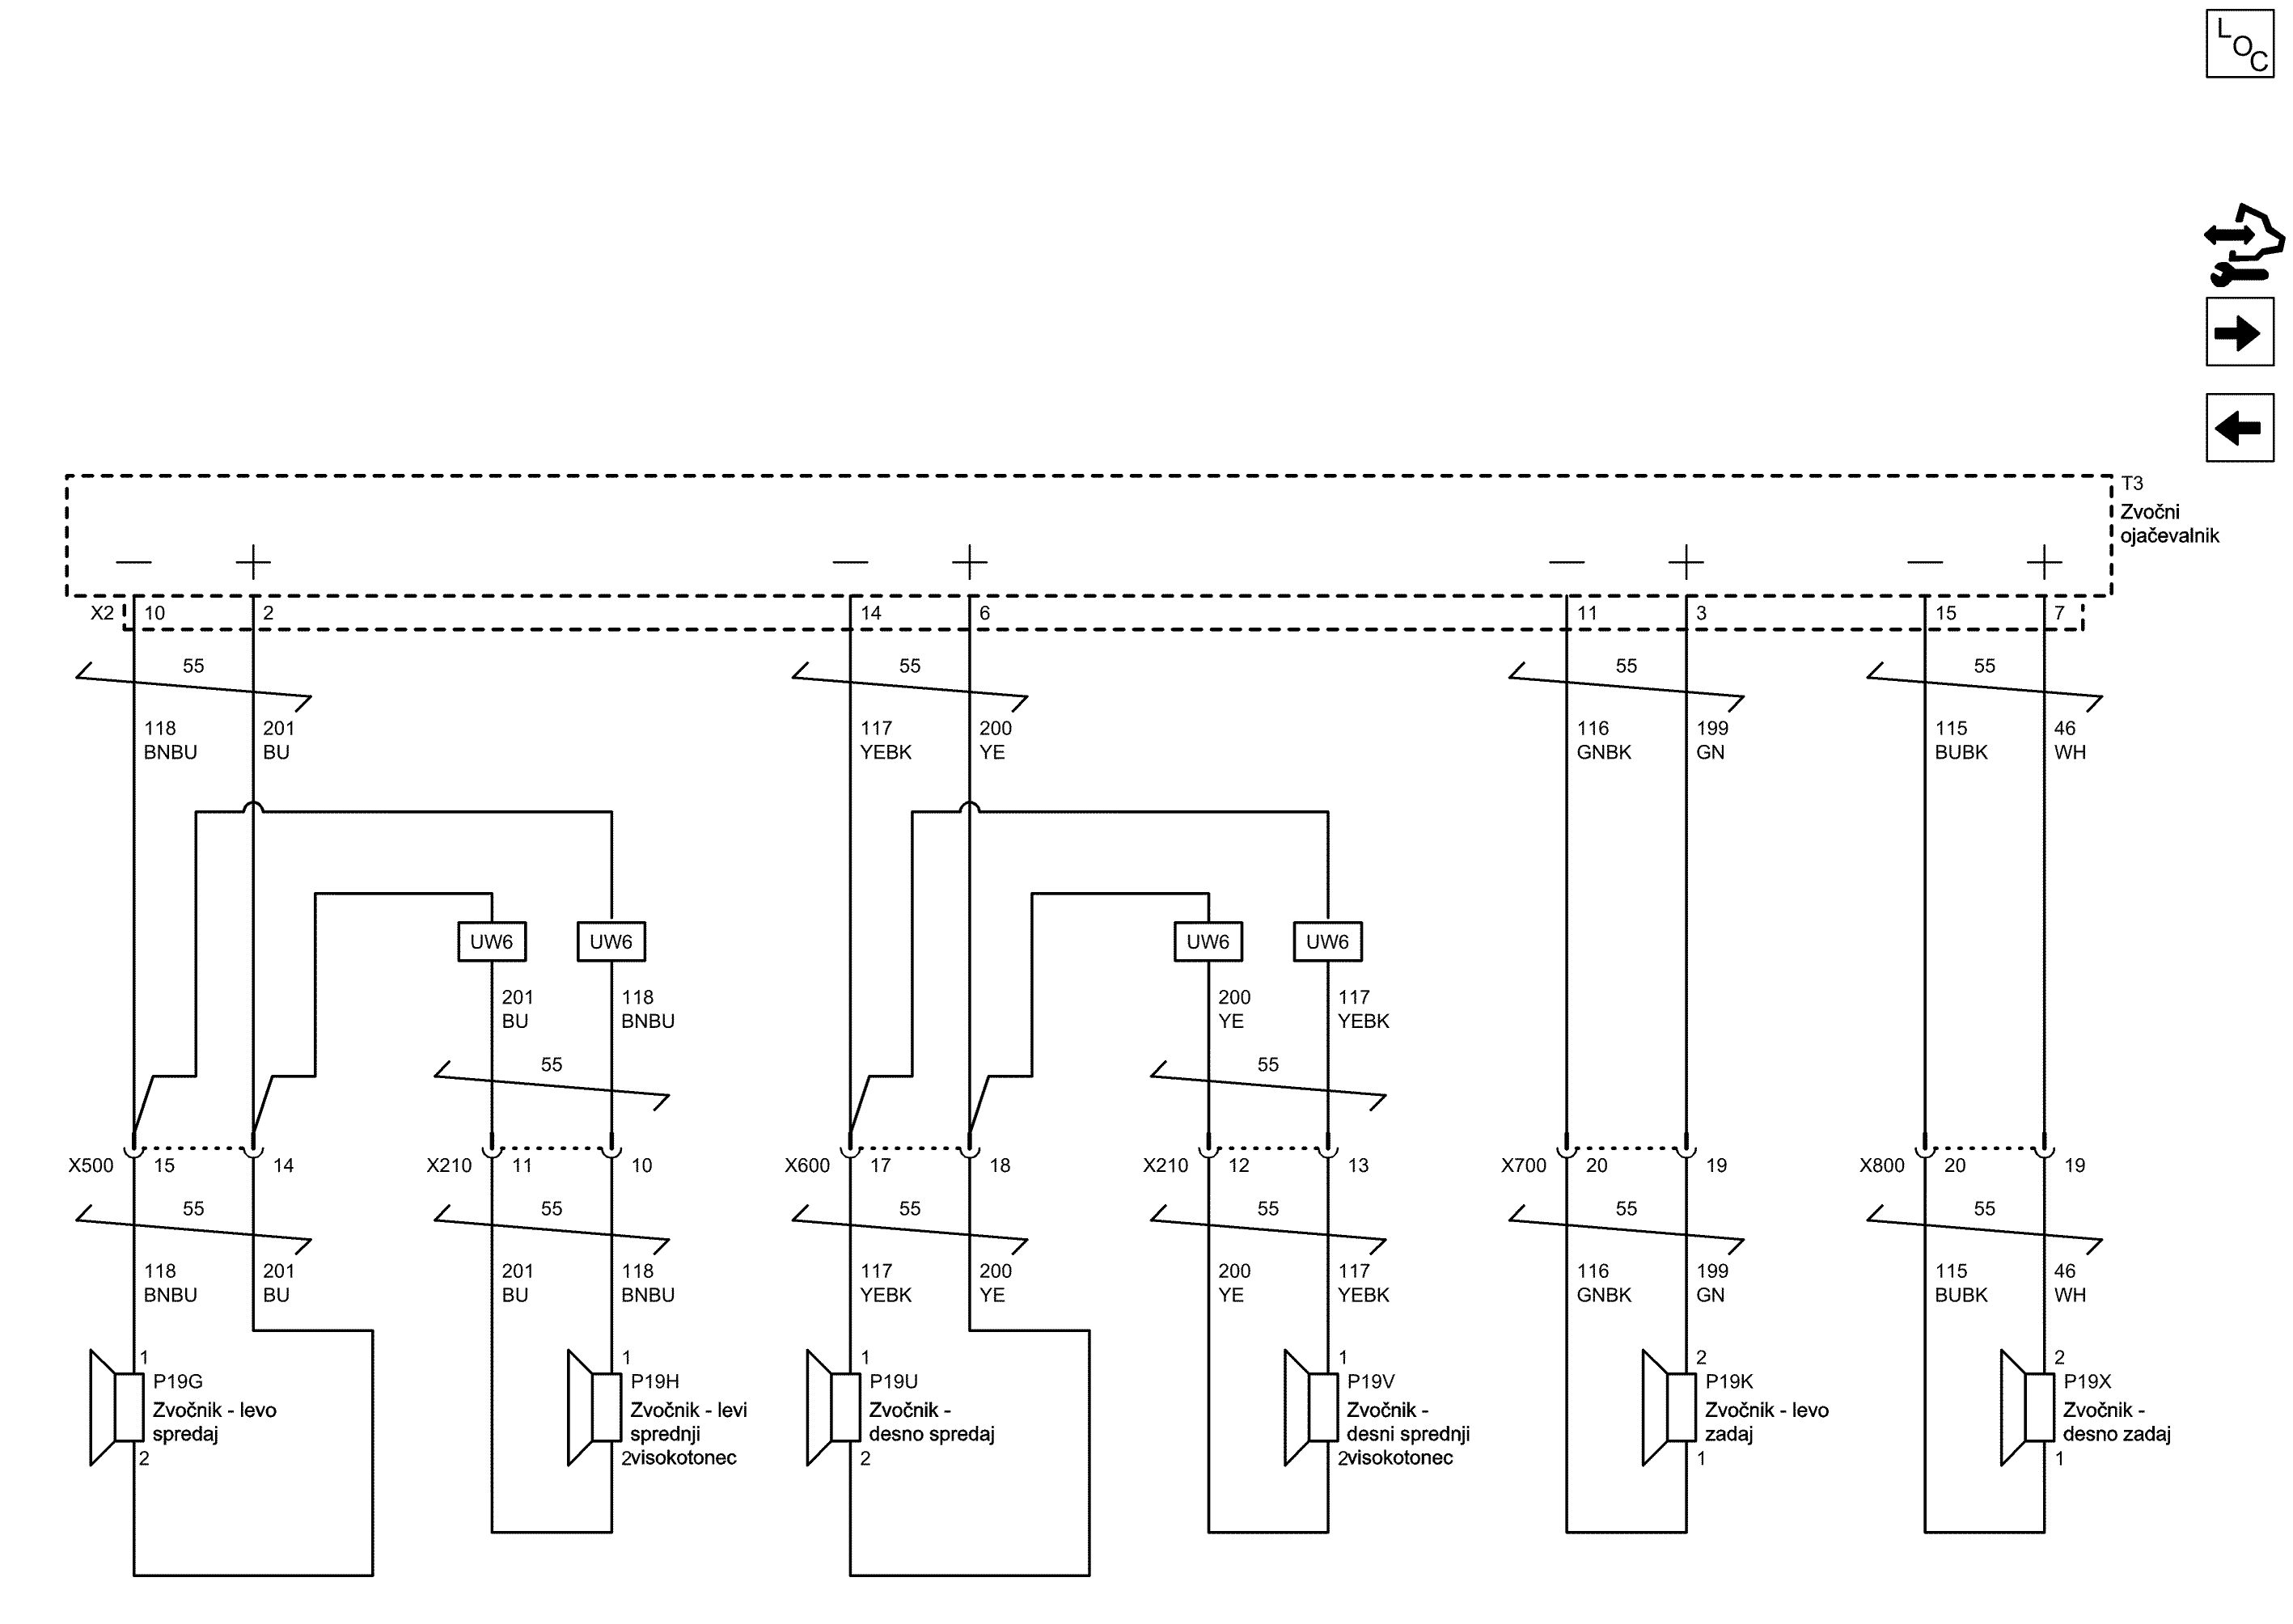 LOC
T3
Zvočni
ojačevalnik
X2 10 2 14 6 11 3 15 7
55 55 55 55
118 201 117 200 116 199 115 46
BNBU BU YEBK YE GNBK GN BUBK WH
UW6 UW6 UW6 UW6
201 118 200 117
BU BNBU YE YEBK
55 55
X500 15 14 X210 11 10 X600 17 18 X210 12 13 X700 20 19 X800 20 19
55 55 55 55 55 55
118 201 201 118 117 200 200 117 116 199 115 46
BNBU BU BU BNBU YEBK YE YE YEBK GNBK GN BUBK WH
1 1 1 1 2 2
P19G
Zvočnik - levo
spredaj
2
P19H
Zvočnik - levi
sprednji
2visokotonec
P19U
Zvočnik -
desno spredaj
2
P19V
Zvočnik -
desni sprednji
2visokotonec
P19K
Zvočnik - levo
zadaj
1
P19X
Zvočnik -
desno zadaj
1